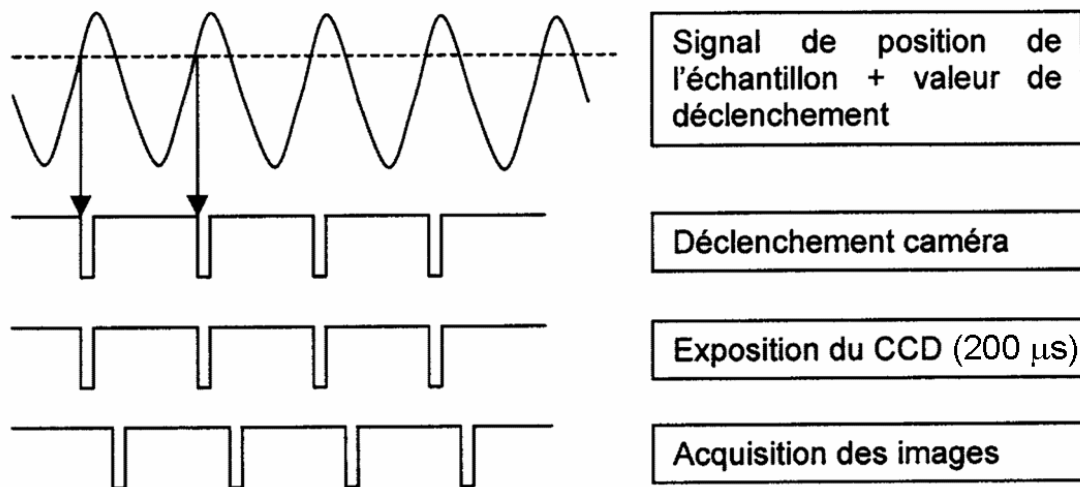 Signal de position de
l'échantillon + valeur de
déclenchement
Déclenchement caméra
Exposition du CCD (200 µs)
Acquisition des images